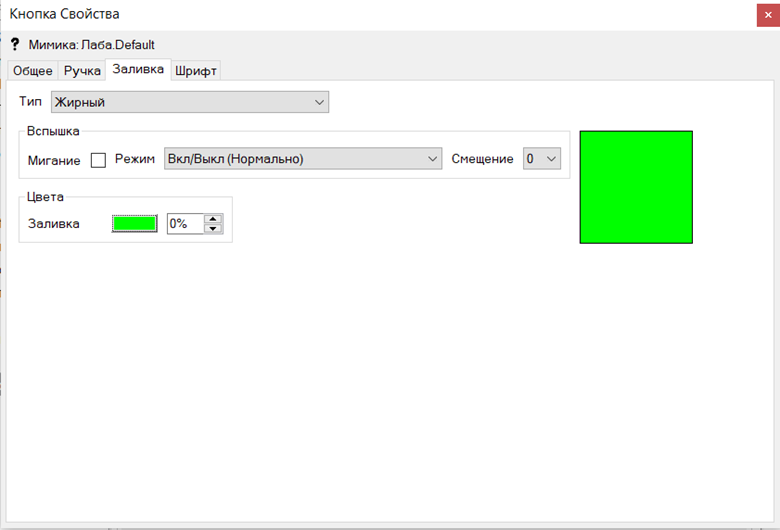 Кнопка Свойства
? Мимика: Лаба.Default
Общее Ручка Заливка Шрифт
Тип Жирный
Вспышка
Мигание Режим Вкл/Выкл (Нормально) Смещение 0
Цвета
Заливка 0%